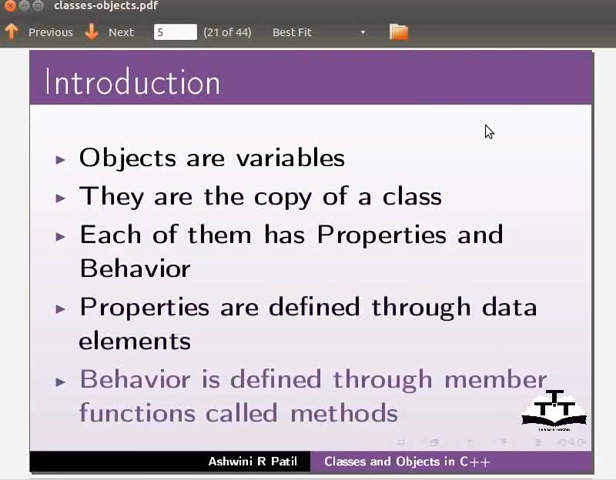 classes-objects.pdf
Previous Next 5 (21 of 44) Best Fit
Introduction
Objects are variables
They are the copy of a class
Each of them has Properties and
Behavior
Properties are defined through data
elements
Behavior is defined through member
functions called methods
Ashwini R Patil Classes and Objects in C++